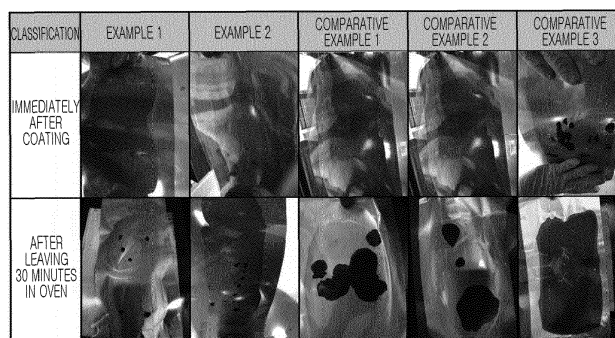 CLASSIFICATION
EXAMPLE 1
EXAMPLE 2
COMPARATIVE
EXAMPLE 1
COMPARATIVE
EXAMPLE 2
COMPARATIVE
EXAMPLE 3
IMMEDIATELY
AFTER
COATING
AFTER
LEAVING
30 MINUTES
IN OVEN